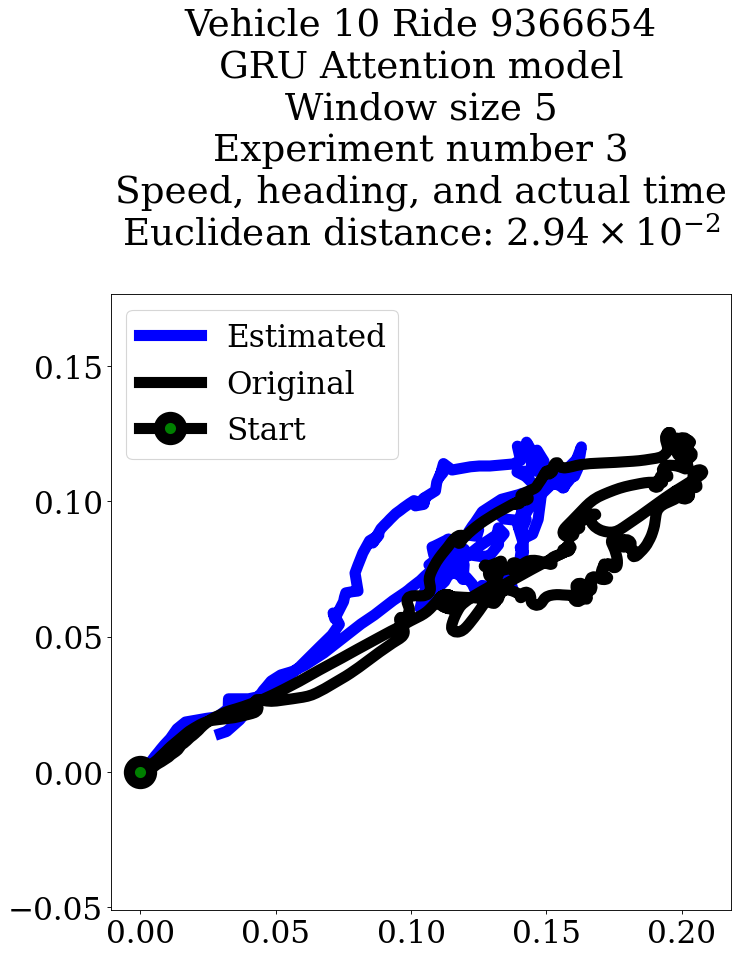 Vehicle 10 Ride 9366654
GRU Attention model
Window size 5
Experiment number 3
Speed, heading, and actual time
Euclidean distance: 2.94 × 10⁻²
Estimated
Original
Start
0.15
0.10
0.05
0.00
−0.05
0.00 0.05 0.10 0.15 0.20